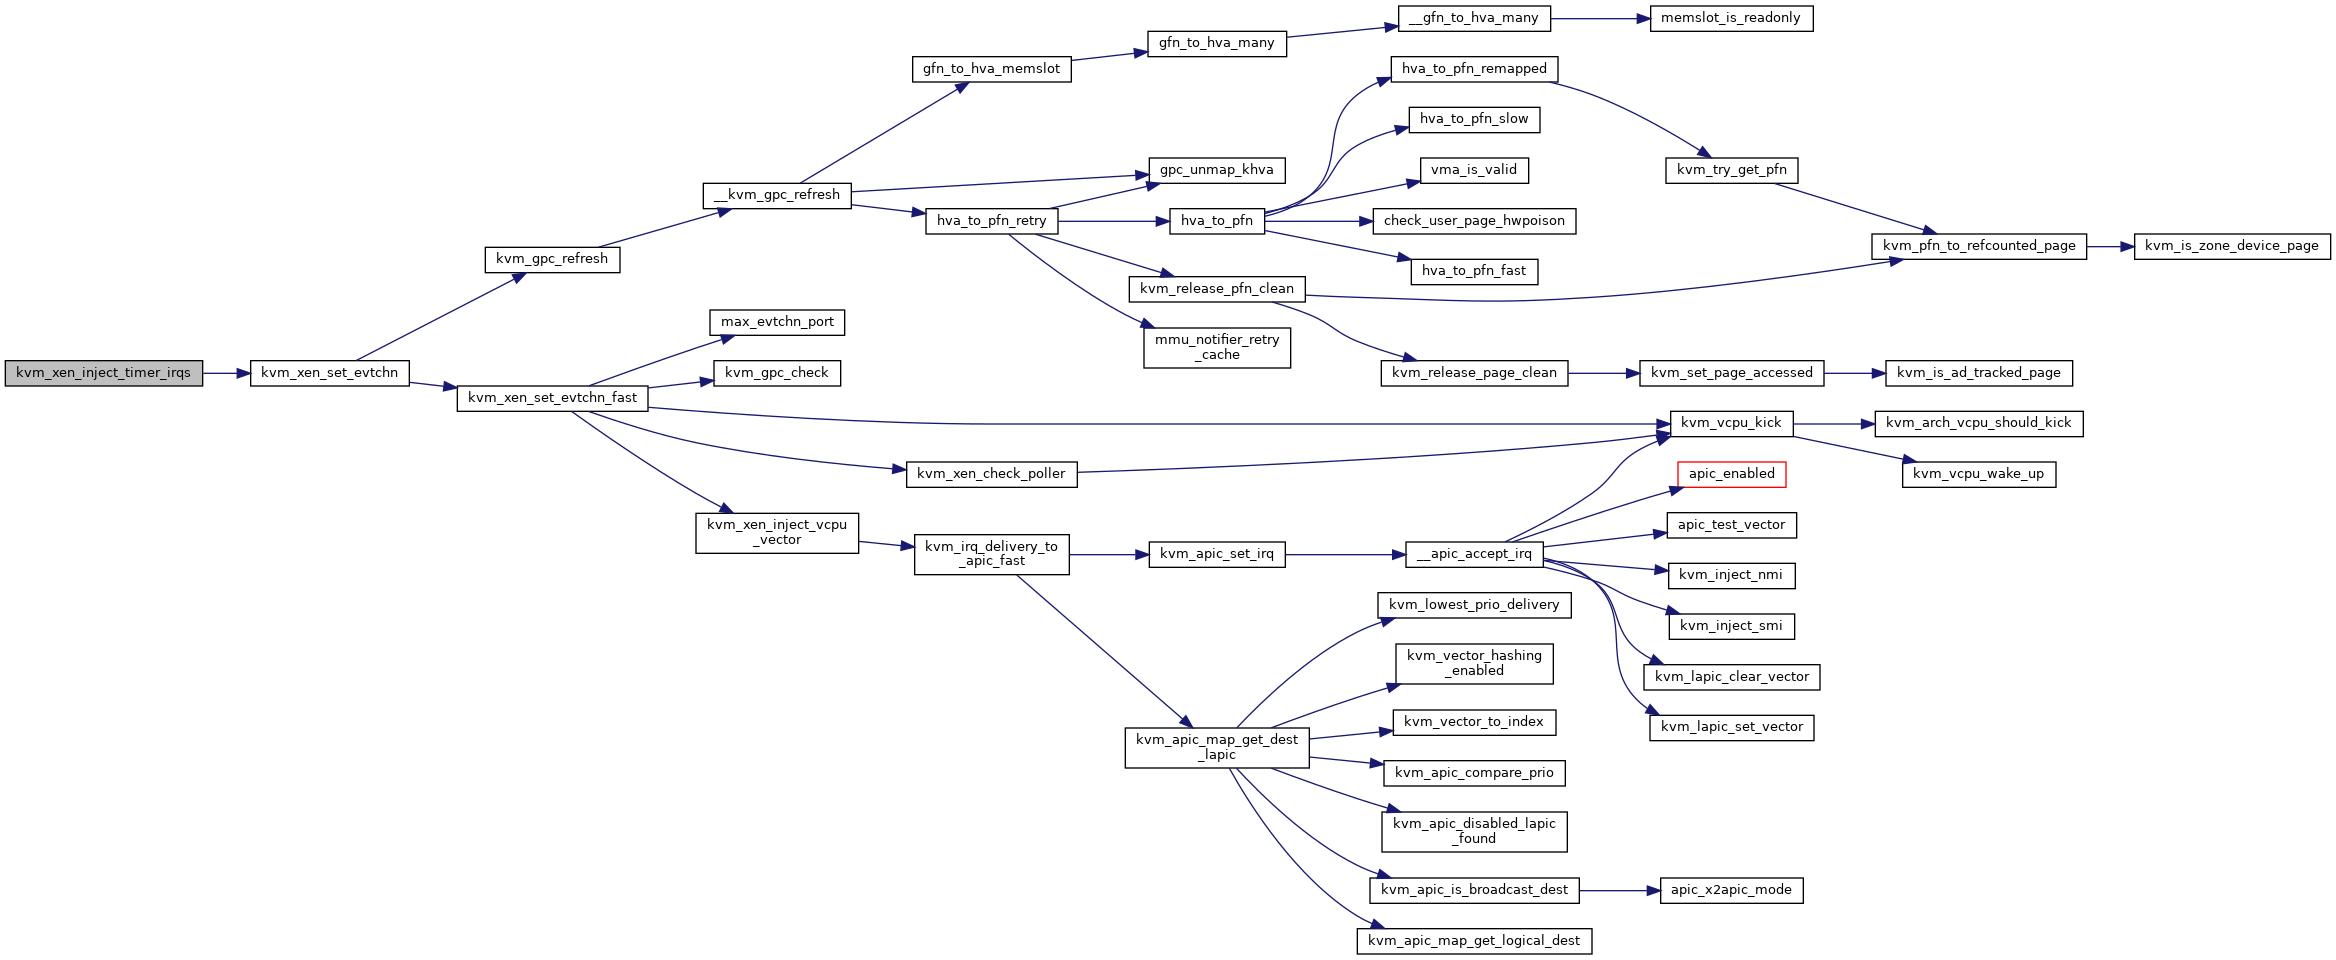 __gfn_to_hva_many
memslot_is_readonly
gfn_to_hva_many
gfn_to_hva_memslot
hva_to_pfn_remapped
hva_to_pfn_slow
gpc_unmap_khva
vma_is_valid
kvm_try_get_pfn
__kvm_gpc_refresh
hva_to_pfn_retry
hva_to_pfn
check_user_page_hwpoison
kvm_pfn_to_refcounted_page
kvm_is_zone_device_page
kvm_gpc_refresh
hva_to_pfn_fast
kvm_release_pfn_clean
max_evtchn_port
mmu_notifier_retry
_cache
kvm_xen_inject_timer_irqs
kvm_xen_set_evtchn
kvm_gpc_check
kvm_release_page_clean
kvm_set_page_accessed
kvm_is_ad_tracked_page
kvm_xen_set_evtchn_fast
kvm_vcpu_kick
kvm_arch_vcpu_should_kick
kvm_xen_check_poller
apic_enabled
kvm_vcpu_wake_up
kvm_xen_inject_vcpu
_vector
apic_test_vector
kvm_irq_delivery_to
_apic_fast
kvm_apic_set_irq
__apic_accept_irq
kvm_inject_nmi
kvm_lowest_prio_delivery
kvm_inject_smi
kvm_vector_hashing
_enabled
kvm_lapic_clear_vector
kvm_vector_to_index
kvm_lapic_set_vector
kvm_apic_map_get_dest
_lapic
kvm_apic_compare_prio
kvm_apic_disabled_lapic
_found
kvm_apic_is_broadcast_dest
apic_x2apic_mode
kvm_apic_map_get_logical_dest